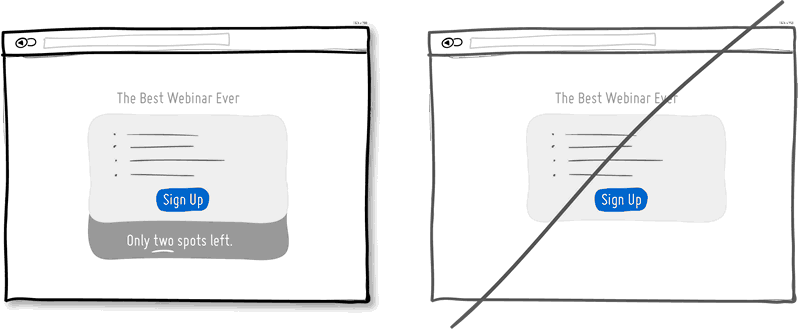 The Best Webinar Ever
Sign Up
Only two spots left.
The Best Webinar Ever
Sign Up